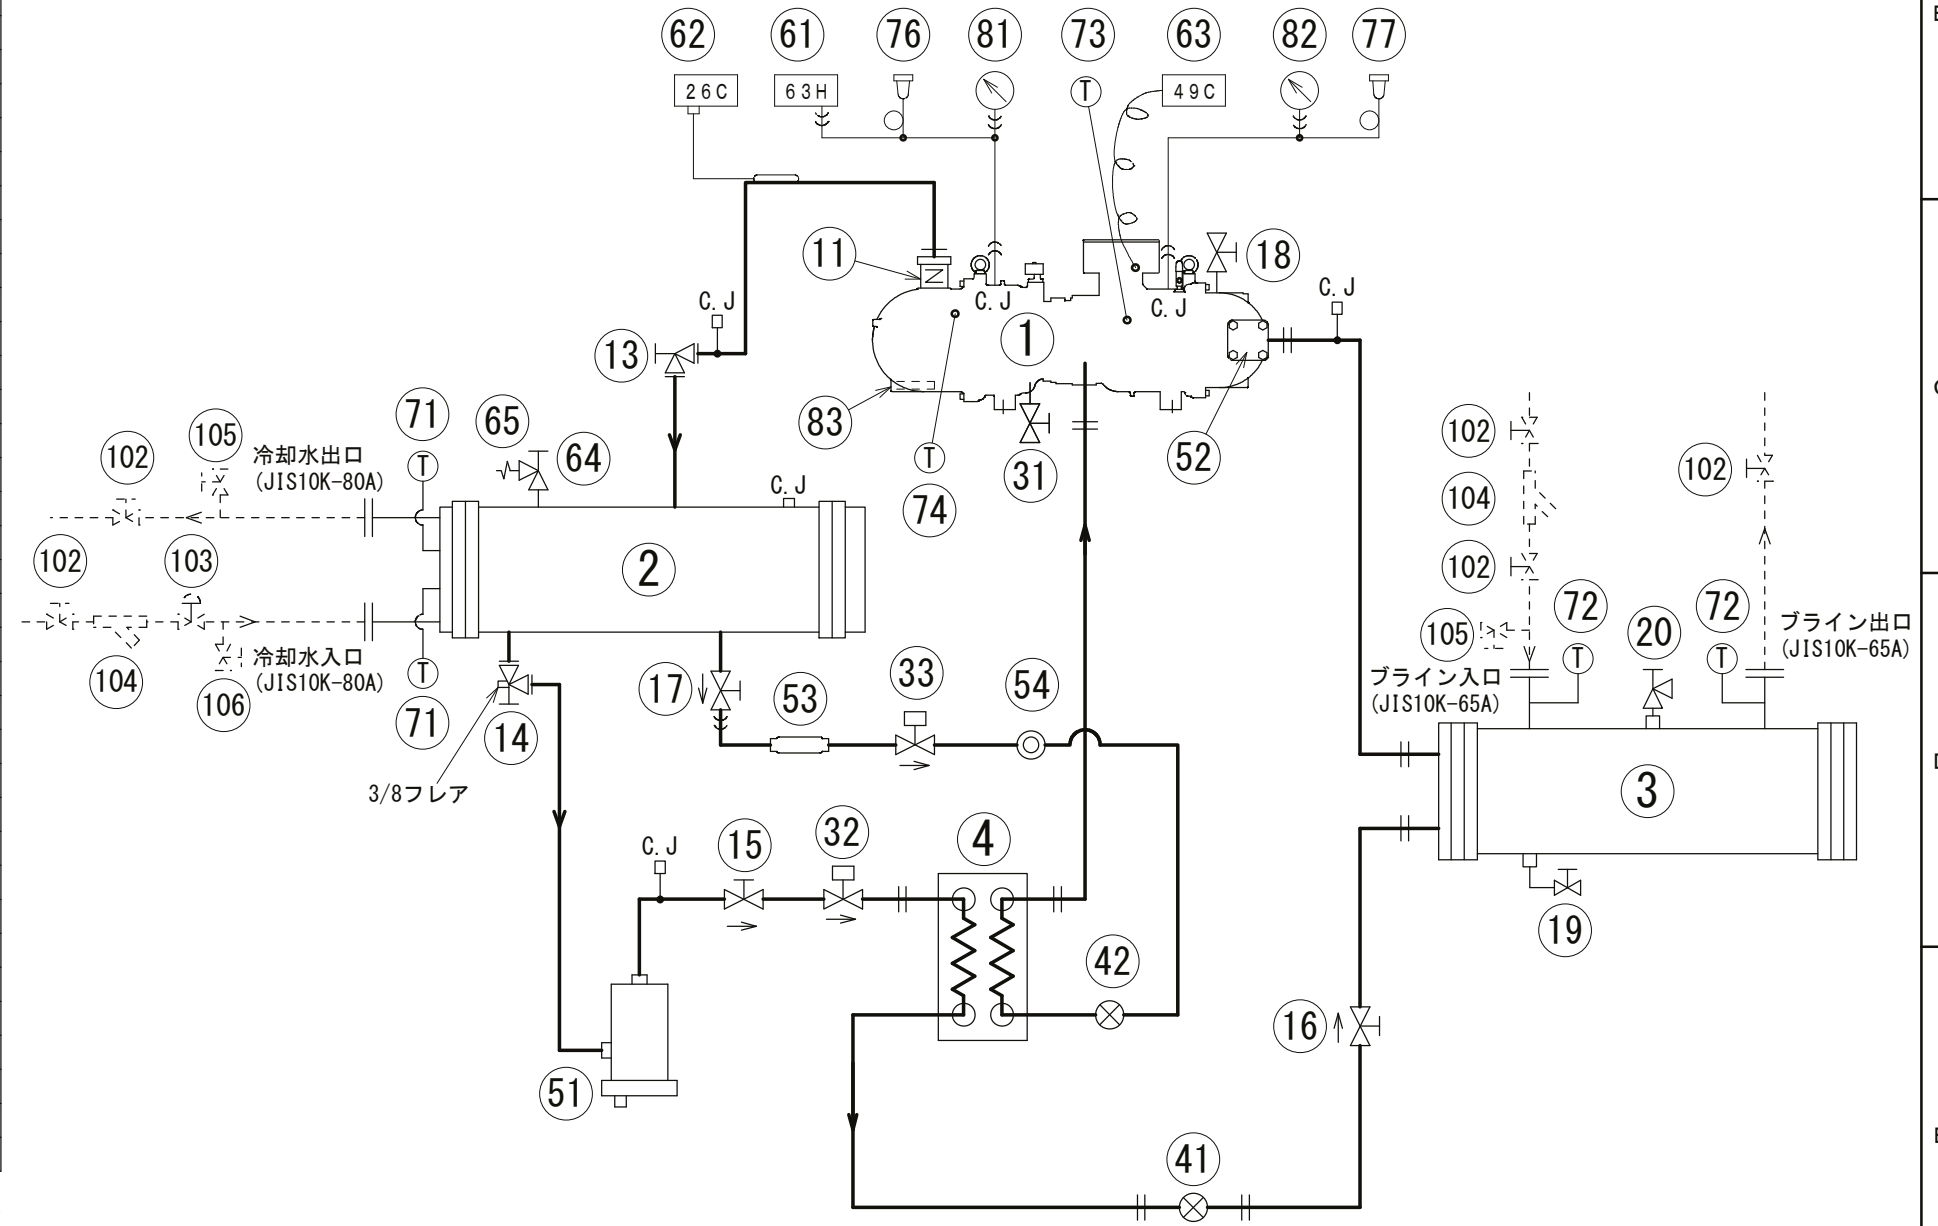 62 61 76 81 73 63 82 77
26C 63H T 49C
11 18
C.J C.J C.J C.J
13 1
71 65 64 83 T 74 31 52
105 冷却水出口
(JIS10K-80A)
102 T C.J
102 103 2
104 冷却水入口
(JIS10K-80A)
106 T 71
14 17 53 33 54
3/8フレア
102 102
104
102
105 72 20 72
ブライン入口
(JIS10K-65A)
T T
ブライン出口
(JIS10K-65A)
3
19
C.J 15 32 4
42
16
51
41